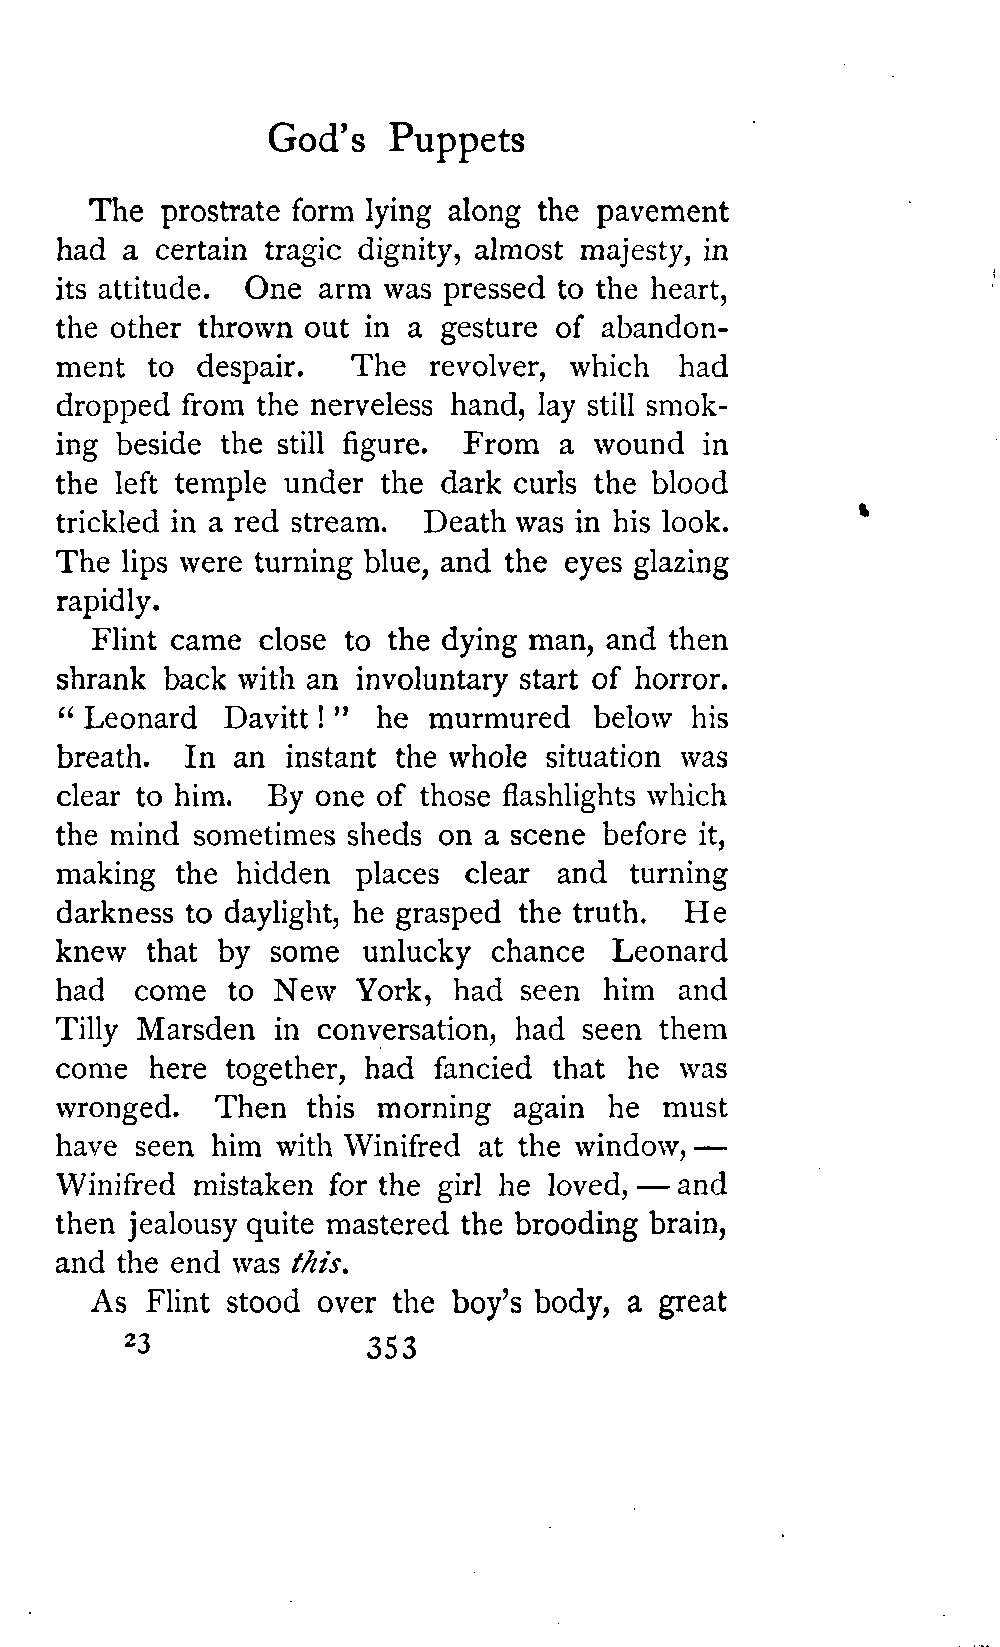 God's Puppets
The prostrate form lying along the pavement
had a certain tragic dignity, almost majesty, in
its attitude. One arm was pressed to the heart,
the other thrown out in a gesture of abandon-
ment to despair. The revolver, which had
dropped from the nerveless hand, lay still smok-
ing beside the still figure. From a wound in
the left temple under the dark curls the blood
trickled in a red stream. Death was in his look.
The lips were turning blue, and the eyes glazing
rapidly.
Flint came close to the dying man, and then
shrank back with an involuntary start of horror.
" Leonard Davitt ! " he murmured below his
breath. In an instant the whole situation was
clear to him. By one of those flashlights which
the mind sometimes sheds on a scene before it,
making the hidden places clear and turning
darkness to daylight, he grasped the truth. He
knew that by some unlucky chance Leonard
had come to New York, had seen him and
Tilly Marsden in conversation, had seen them
come here together, had fancied that he was
wronged. Then this morning again he must
have seen him with Winifred at the window, —
Winifred mistaken for the girl he loved, — and
then jealousy quite mastered the brooding brain,
and the end was this.
As Flint stood over the boy's body, a great
23 353